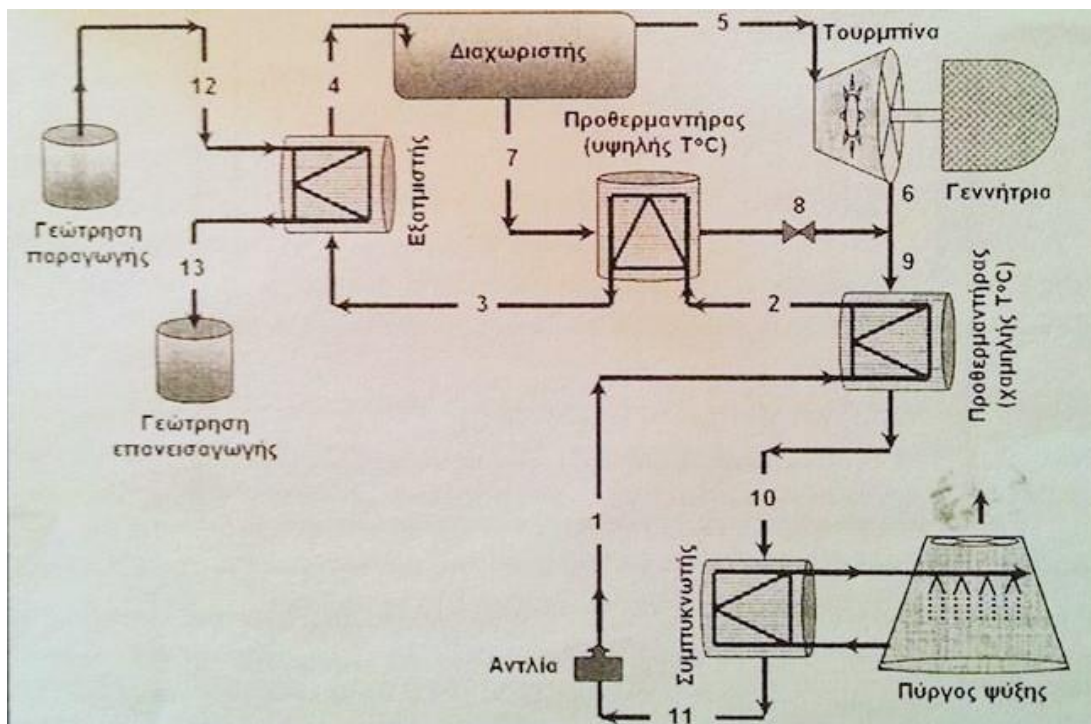 5
Τουρμπίνα
Διαχωριστής
12
4
Προθερμαντήρας
(υψηλής T°C)
7
Εξατμιστής
Γεώτρηση
παραγωγής
8
6
Γεννήτρια
13
9
3
2
Προθερμαντήρας
(χαμηλής T°C)
Γεώτρηση
επανεισαγωγής
1
10
Συμπυκνωτής
Αντλία
11
Πύργος ψύξης